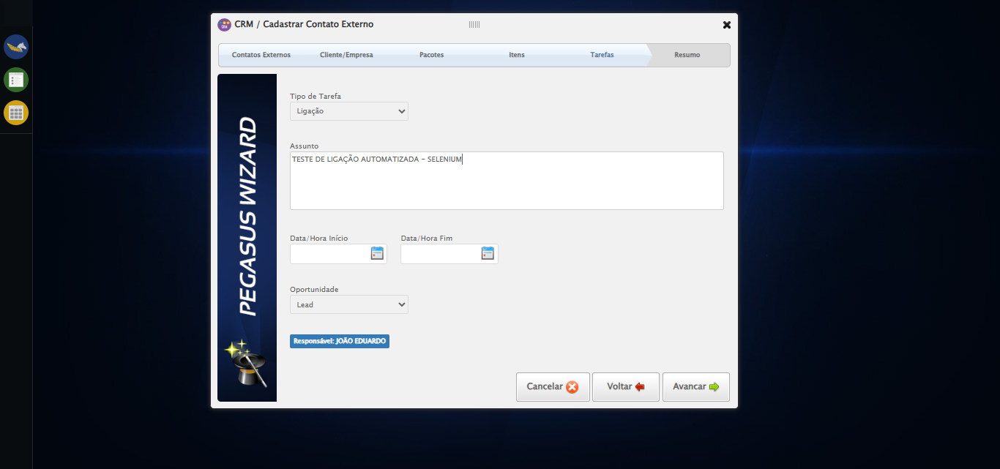 CRM / Cadastrar Contato Externo
Contatos Externos
Cliente/Empresa
Pacotes
Itens
Tarefas
Resumo
PEGASUS WIZARD
Tipo de Tarefa
Ligação
Assunto
TESTE DE LIGAÇÃO AUTOMATIZADA - SELENIUM
Data/Hora Início
Data/Hora Fim
Oportunidade
Lead
Responsável: JOÃO EDUARDO
Cancelar
Voltar
Avancar